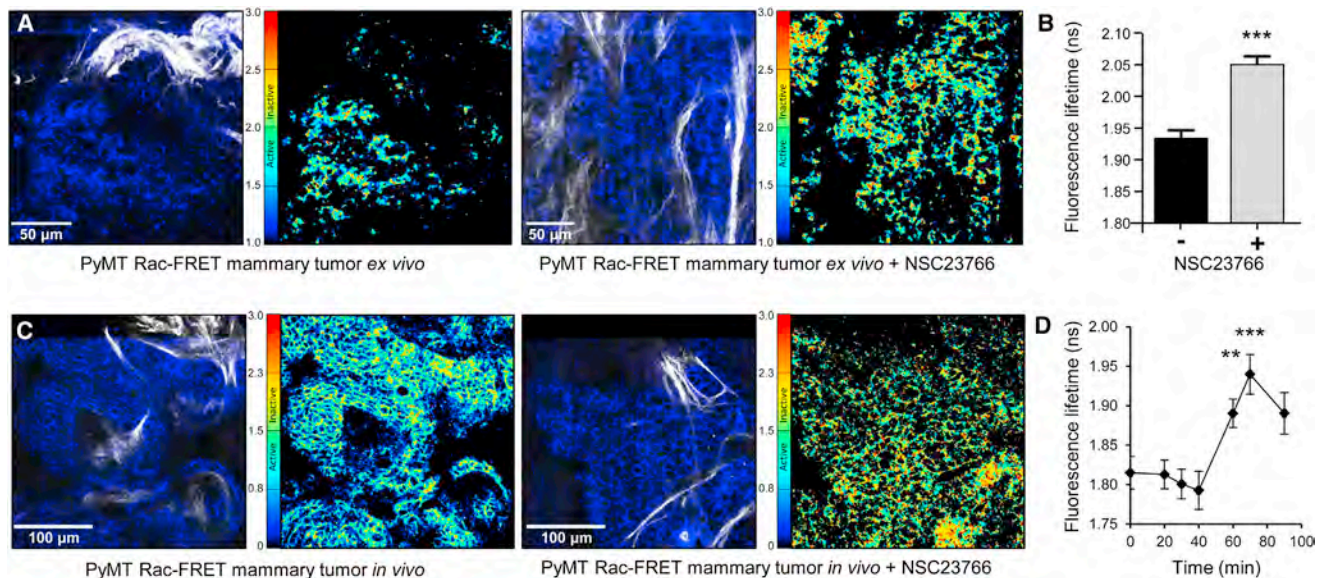 A
3.0
2.5
2.0
1.5
1.0
Inactive
Active
50 µm
PyMT Rac-FRET mammary tumor ex vivo
3.0
2.5
2.0
1.5
1.0
Inactive
Active
50 µm
PyMT Rac-FRET mammary tumor ex vivo + NSC23766
B
Fluorescence lifetime (ns)
2.10
2.05
2.00
1.95
1.90
1.85
1.80
***
- +
NSC23766
C
3.0
2.3
1.5
0.8
0
Inactive
Active
100 µm
PyMT Rac-FRET mammary tumor in vivo
3.0
2.3
1.5
0.8
0
Inactive
Active
100 µm
PyMT Rac-FRET mammary tumor in vivo + NSC23766
D
Fluorescence lifetime (ns)
2.00
1.95
1.90
1.85
1.80
1.75
** ***
0 20 40 60 80 100
Time (min)